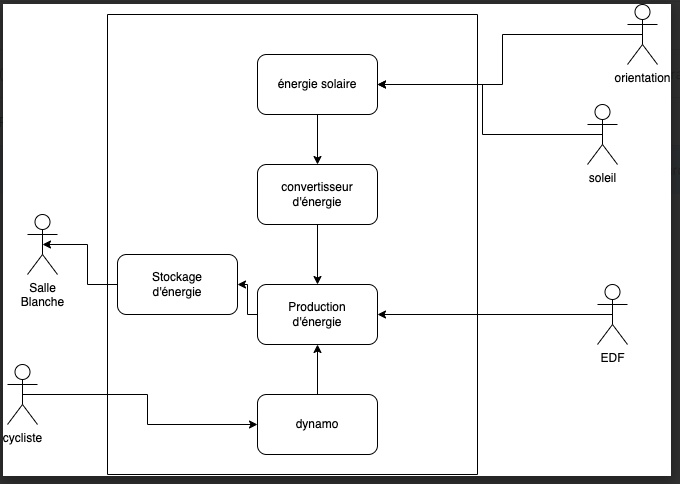 orientation
énergie solaire
soleil
convertisseur
d'énergie
Salle
Blanche
Stockage
d'énergie
Production
d'énergie
EDF
cycliste
dynamo